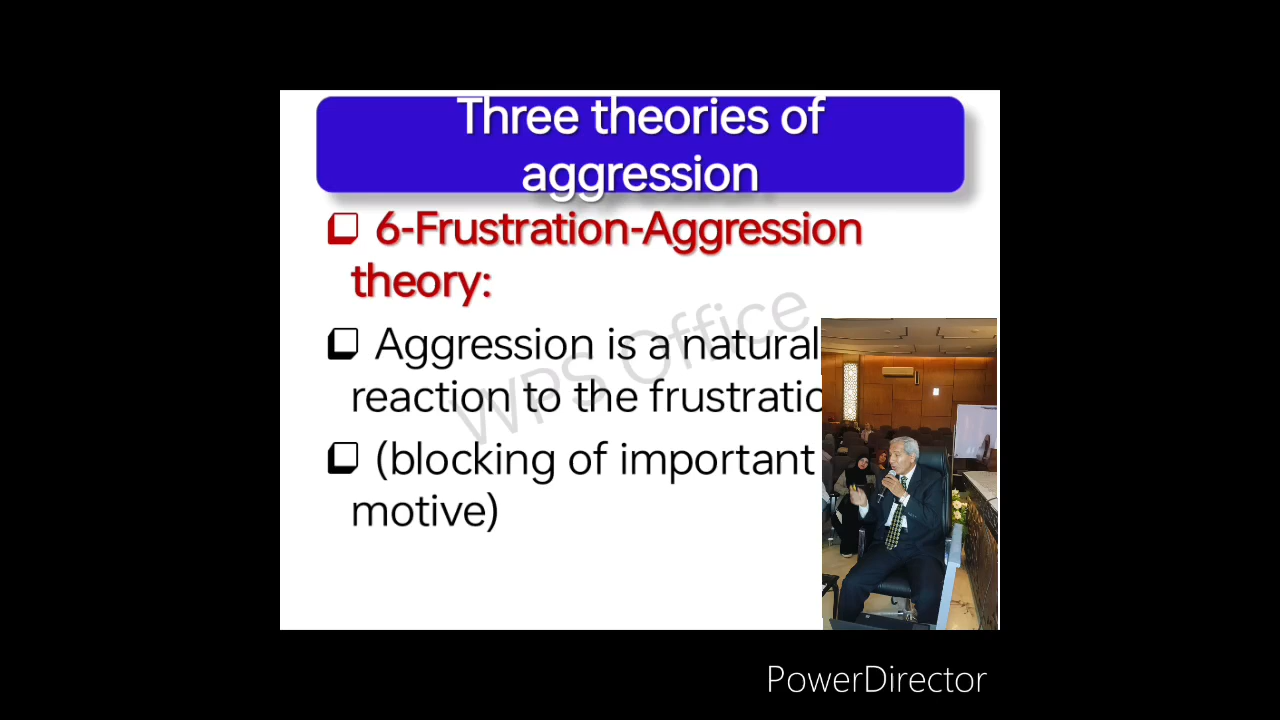 Three theories of
aggression
6-Frustration-Aggression
theory:
Aggression is a natural
reaction to the frustratio
(blocking of important
motive)
WPS Office
PowerDirector